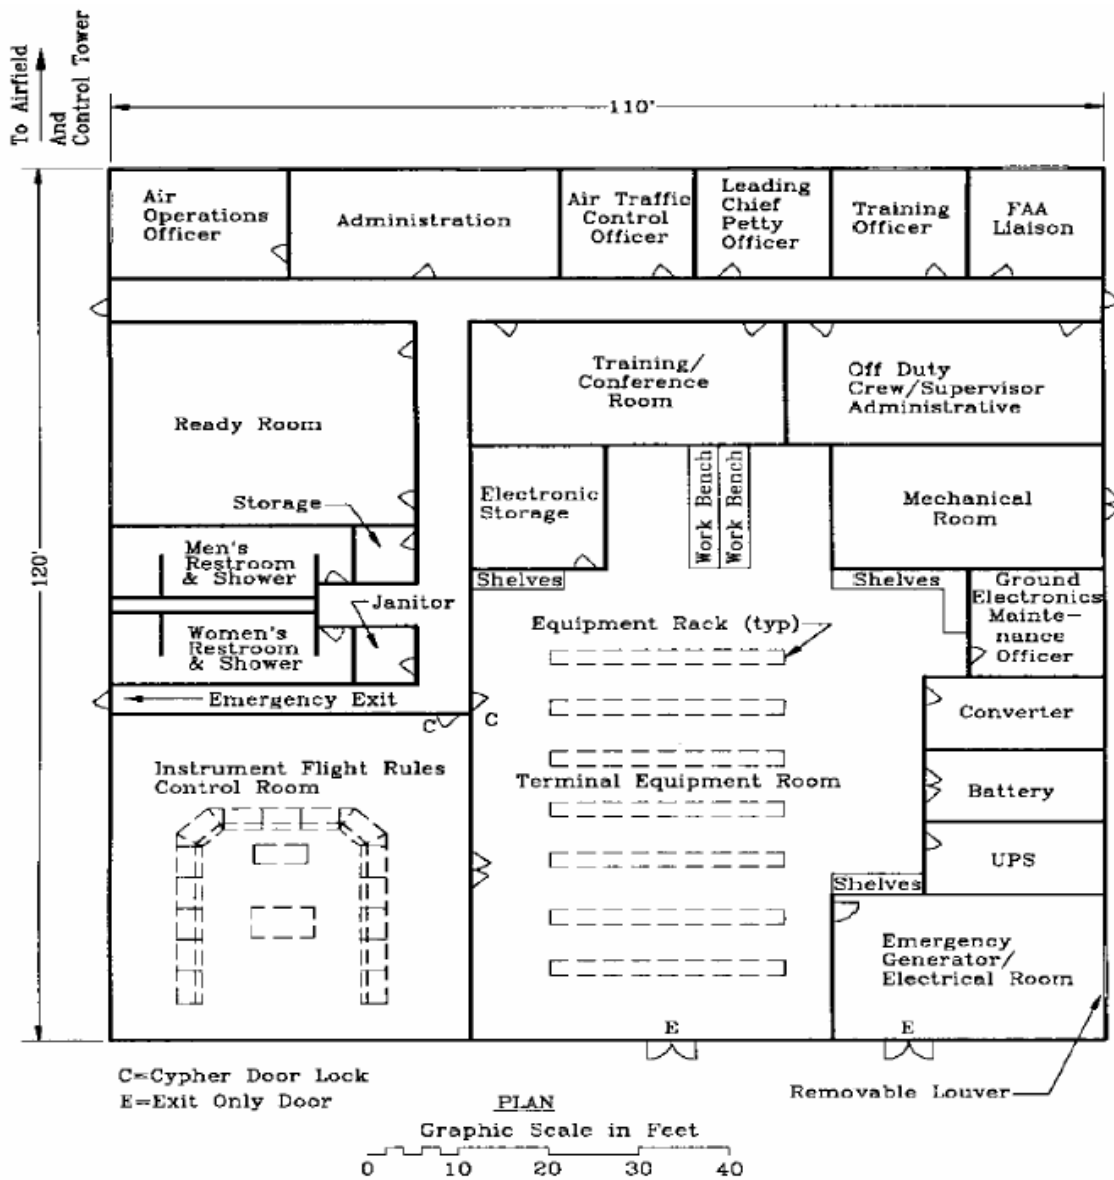 To Airfield
And
Control Tower
110'
120'
Air
Operations
Officer
Administration
Air Traffic
Control
Officer
Leading
Chief
Petty
Officer
Training
Officer
FAA
Liaison
Ready Room
Training/
Conference
Room
Off Duty
Crew/Supervisor
Administrative
Storage
Electronic
Storage
Work Bench
Work Bench
Mechanical
Room
Men's
Restroom
& Shower
Shelves
Shelves
Ground
Electronics
Mainte-
nance
Officer
Janitor
Women's
Restroom
& Shower
Equipment Rack (typ)
Emergency Exit
C
C
Converter
Instrument Flight Rules
Control Room
Terminal Equipment Room
Battery
UPS
Shelves
Emergency
Generator/
Electrical Room
E
E
C=Cypher Door Lock
E=Exit Only Door
Removable Louver
PLAN
Graphic Scale in Feet
0 10 20 30 40